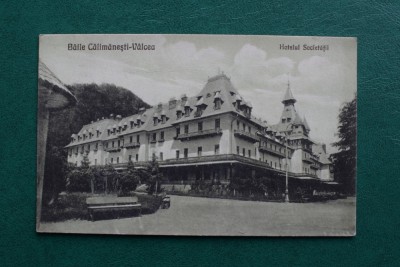 Băile Călimănești-Vâlcea
Hotelul Societății